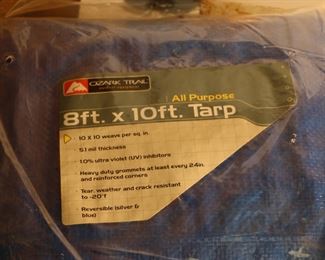 OZARK TRAIL
outdoor equipment
All Purpose
8ft. x 10ft. Tarp
10 X 10 weave per sq. in.
5.1 mil thickness
1.0% ultra violet (UV) inhibitors
Heavy duty grommets at least every 24in.
and reinforced corners
Tear, weather and crack resistant
to -20°f
Reversible (silver &
blue)